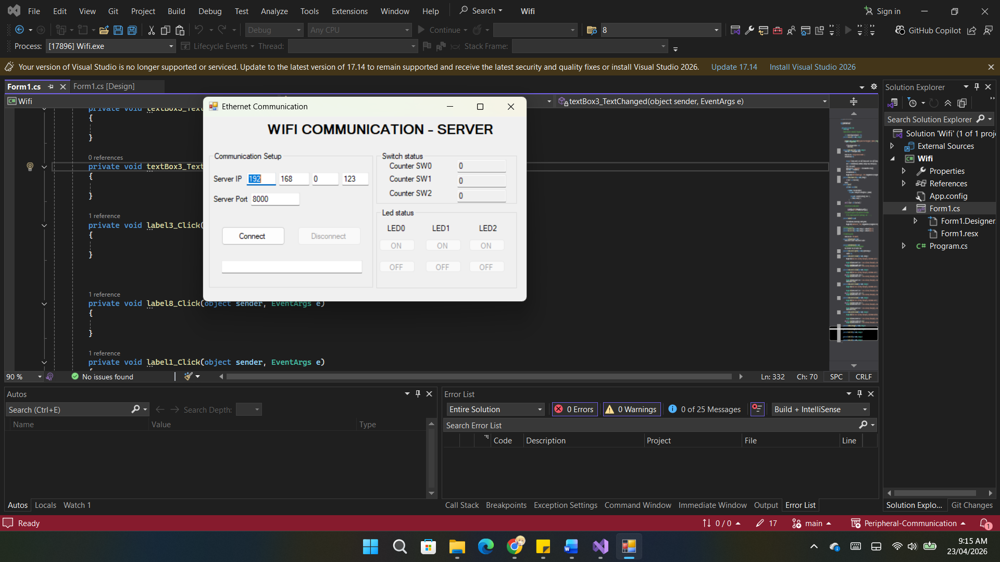 File Edit View Git Project Build Debug Test Analyze Tools Extensions Window Help Search Wifi Sign in
Debug Any CPU Continue 8 GitHub Copilot
Process: [17896] Wifi.exe Lifecycle Events Thread: Stack Frame:
Your version of Visual Studio is no longer supported or serviced. Update to the latest version of 17.14 to remain supported and receive the latest security and quality fixes or install Visual Studio 2026. Update 17.14 Install Visual Studio 2026
Form1.cs Form1.cs [Design]
C# Wifi
textBox3_TextChanged(object sender, EventArgs e)
{
}
0 references
private void textBox3_Text
{
}
1 reference
private void label3_Click(
{
}
1 reference
private void label8_Click(object sender, EventArgs e)
{
}
1 reference
private void label1_Click(object sender, EventArgs e)
Ethernet Communication
WIFI COMMUNICATION - SERVER
Communication Setup
Server IP 192 168 0 123
Server Port 8000
Connect Disconnect
Switch status
Counter SW0 0
Counter SW1 0
Counter SW2 0
Led status
LED0 LED1 LED2
ON ON ON
OFF OFF OFF
90 % No issues found Ln: 332 Ch: 70 SPC CRLF
Solution Explorer
Search Solution Explorer
Solution 'Wifi' (1 of 1 proj
External Sources
C# Wifi
Properties
References
App.config
Form1.cs
Form1.Designer
Form1.resx
C# Program.cs
Solution Explo... Git Changes
Autos
Search (Ctrl+E) Search Depth:
Name Value Type
Autos Locals Watch 1
Error List
Entire Solution 0 Errors 0 Warnings 0 of 25 Messages Build + IntelliSense
Search Error List
Code Description Project File Line
Call Stack Breakpoints Exception Settings Command Window Immediate Window Output Error List
Ready 0 / 0 17 main Peripheral-Communication 1
9:15 AM
23/04/2026